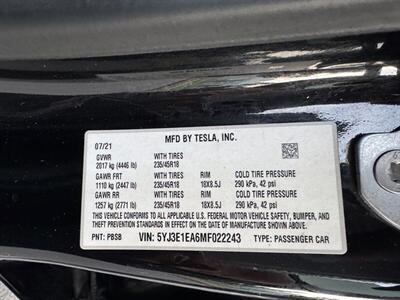 MFD BY TESLA, INC.
07/21
GVWR WITH TIRES
2017 kg (4446 lb) 235/45R18
GAWR FRT WITH TIRES RIM COLD TIRE PRESSURE
1110 kg (2447 lb) 235/45R18 18X8.5J 290 kPa, 42 psi
GAWR RR WITH TIRES RIM COLD TIRE PRESSURE
1257 kg (2771 lb) 235/45R18 18X8.5J 290 kPa, 42 psi
THIS VEHICLE CONFORMS TO ALL APPLICABLE U.S. FEDERAL MOTOR VEHICLE SAFETY, BUMPER, AND
THEFT PREVENTION STANDARDS IN EFFECT ON THE DATE OF MANUFACTURE SHOWN ABOVE.
PNT: PBSB VIN: 5YJ3E1EA6MF022243 TYPE: PASSENGER CAR